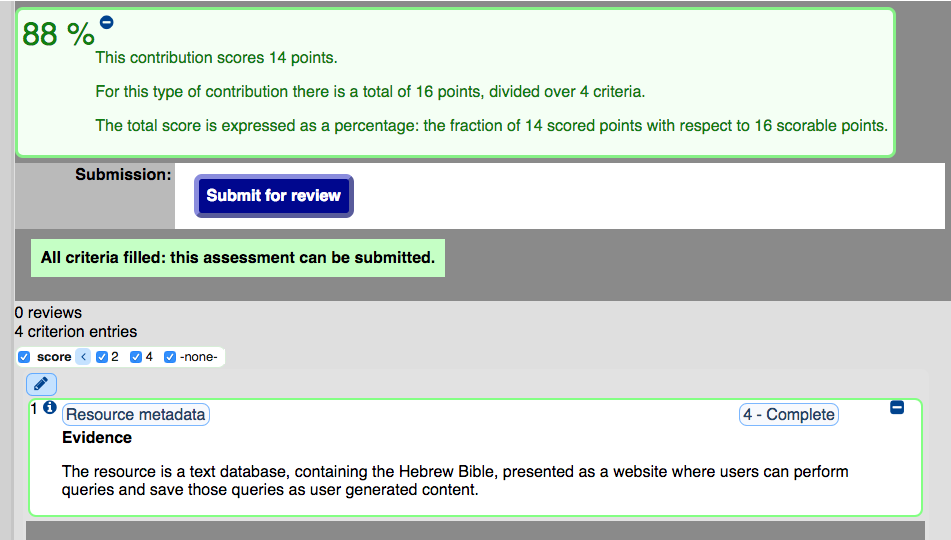 88 %
This contribution scores 14 points.
For this type of contribution there is a total of 16 points, divided over 4 criteria.
The total score is expressed as a percentage: the fraction of 14 scored points with respect to 16 scorable points.
Submission:
Submit for review
All criteria filled: this assessment can be submitted.
0 reviews
4 criterion entries
score < 2 4 -none-
1 Resource metadata 4 - Complete
Evidence
The resource is a text database, containing the Hebrew Bible, presented as a website where users can perform
queries and save those queries as user generated content.